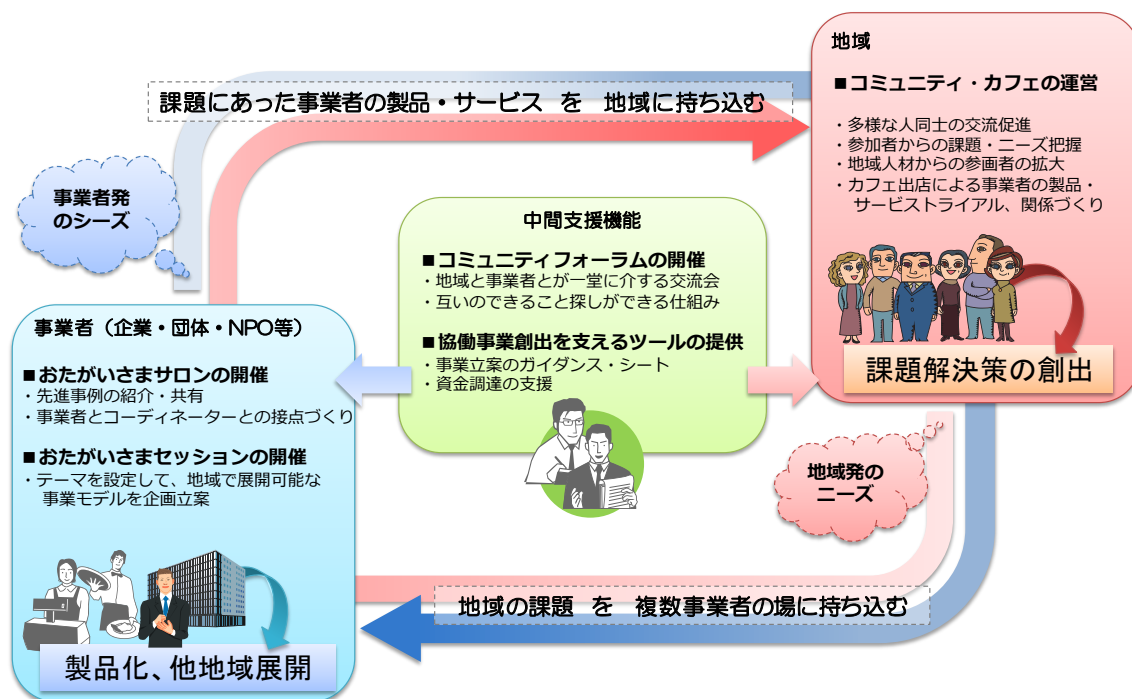 地域
■コミュニティ・カフェの運営
・多様な人同士の交流促進
・参加者からの課題・ニーズ把握
・地域人材からの参画者の拡大
・カフェ出店による事業者の製品・
サービストライアル、関係づくり
課題解決策の創出
課題にあった事業者の製品・サービス を 地域に持ち込む
事業者発
のシーズ
中間支援機能
■コミュニティフォーラムの開催
・地域と事業者とが一堂に介する交流会
・互いのできること探しができる仕組み
■協働事業創出を支えるツールの提供
・事業立案のガイダンス・シート
・資金調達の支援
事業者（企業・団体・NPO等）
■おたがいさまサロンの開催
・先進事例の紹介・共有
・事業者とコーディネーターとの接点づくり
■おたがいさまセッションの開催
・テーマを設定して、地域で展開可能な
事業モデルを企画立案
製品化、他地域展開
地域発の
ニーズ
地域の課題 を 複数事業者の場に持ち込む